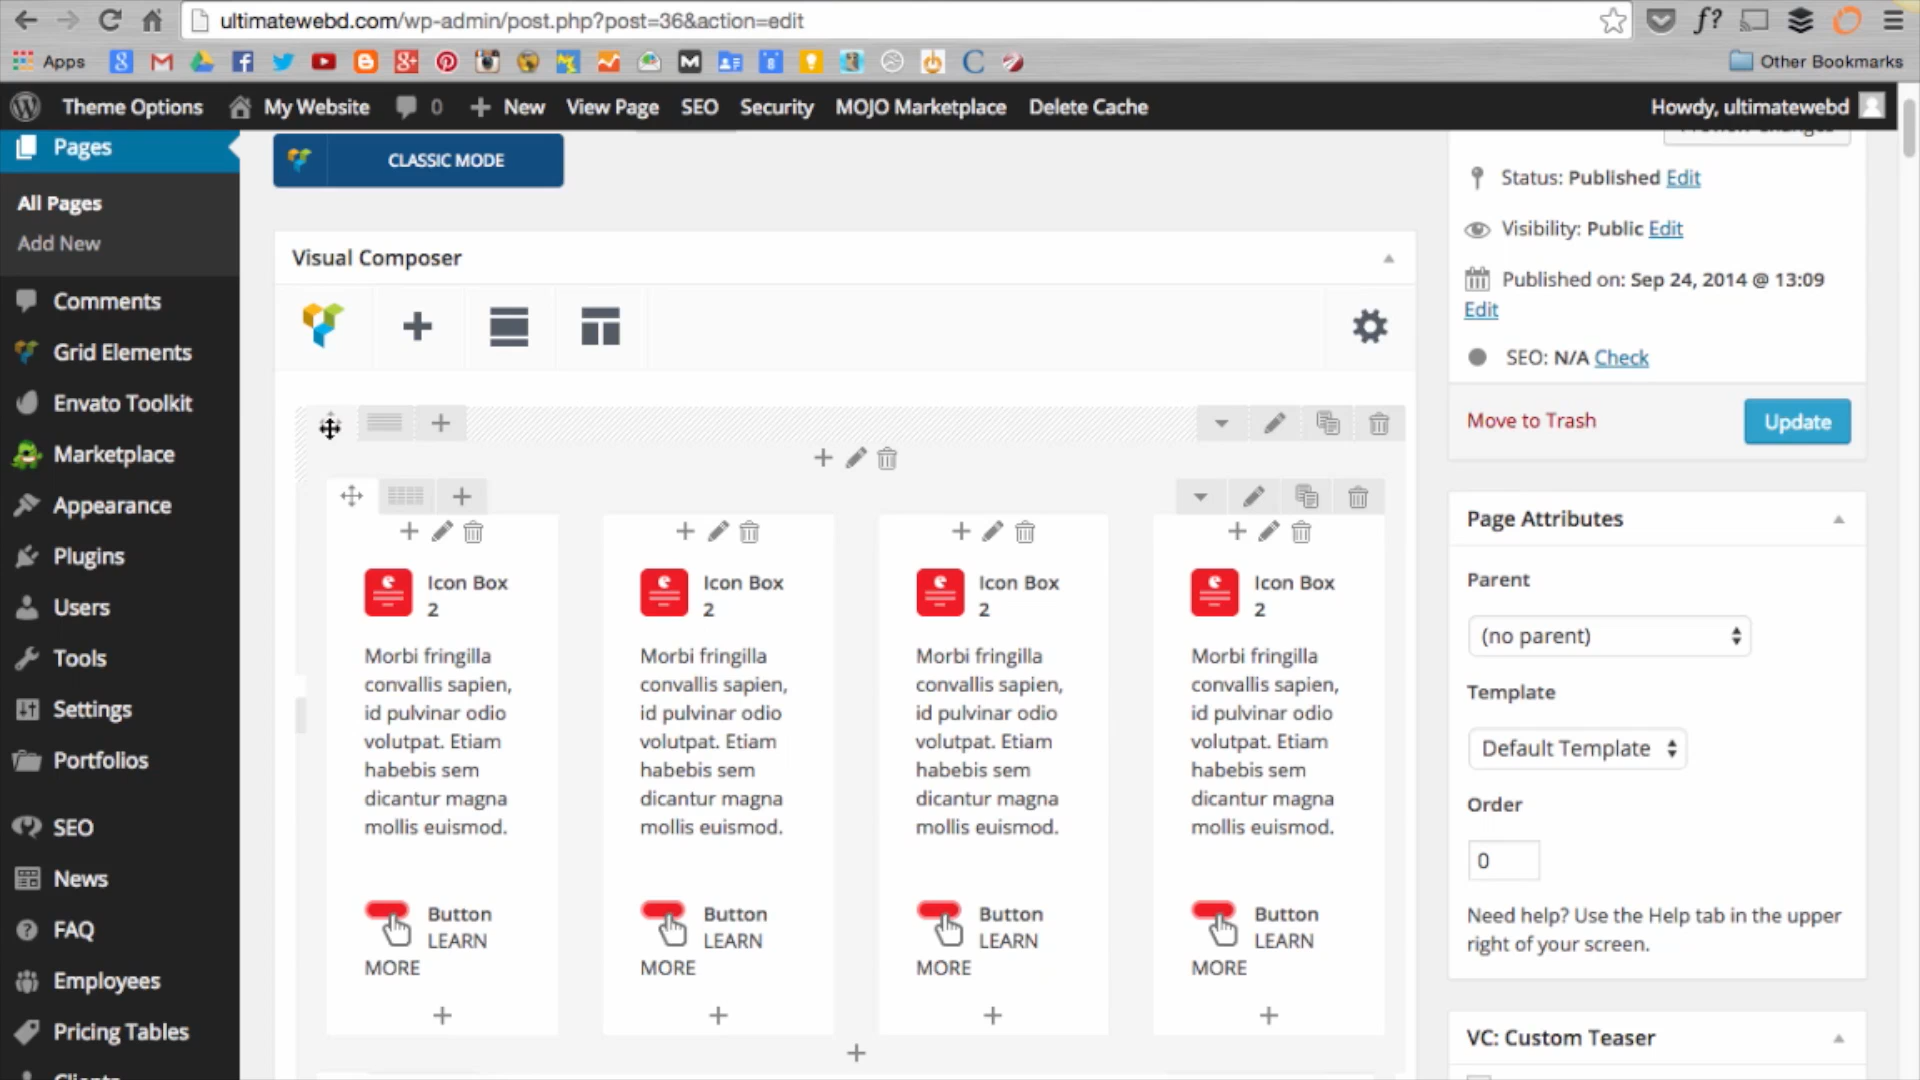 ultimatewebd.com/wp-admin/post.php?post=36&action=edit
Apps
Other Bookmarks
Theme Options
My Website
0
New
View Page
SEO
Security
MOJO Marketplace
Delete Cache
Howdy, ultimatewebd
Pages
All Pages
Add New
Comments
Grid Elements
Envato Toolkit
Marketplace
Appearance
Plugins
Users
Tools
Settings
Portfolios
SEO
News
FAQ
Employees
Pricing Tables
CLASSIC MODE
Visual Composer
Icon Box
2
Morbi fringilla
convallis sapien,
id pulvinar odio
volutpat. Etiam
habebis sem
dicantur magna
mollis euismod.
Button
LEARN
MORE
Icon Box
2
Morbi fringilla
convallis sapien,
id pulvinar odio
volutpat. Etiam
habebis sem
dicantur magna
mollis euismod.
Button
LEARN
MORE
Icon Box
2
Morbi fringilla
convallis sapien,
id pulvinar odio
volutpat. Etiam
habebis sem
dicantur magna
mollis euismod.
Button
LEARN
MORE
Icon Box
2
Morbi fringilla
convallis sapien,
id pulvinar odio
volutpat. Etiam
habebis sem
dicantur magna
mollis euismod.
Button
LEARN
MORE
Status: Published Edit
Visibility: Public Edit
Published on: Sep 24, 2014 @ 13:09
Edit
SEO: N/A Check
Move to Trash
Update
Page Attributes
Parent
(no parent)
Template
Default Template
Order
0
Need help? Use the Help tab in the upper
right of your screen.
VC: Custom Teaser